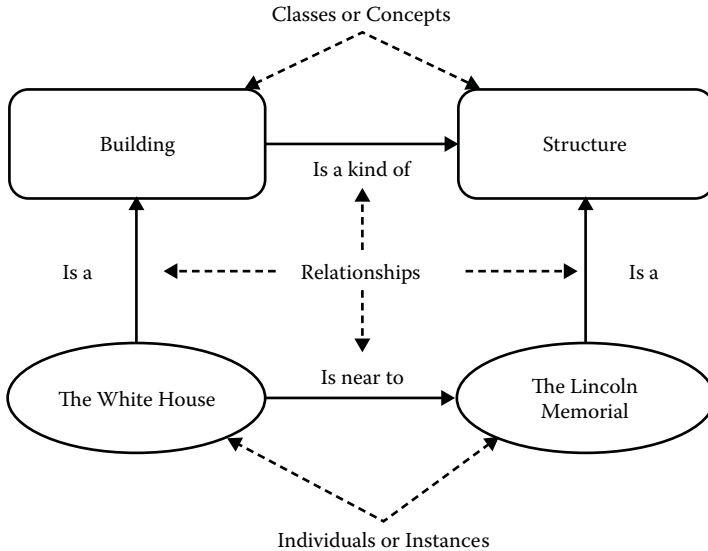 Classes or Concepts
Building
Structure
Is a kind of
Is a
Relationships
Is a
Is near to
The White House
The Lincoln
Memorial
Individuals or Instances